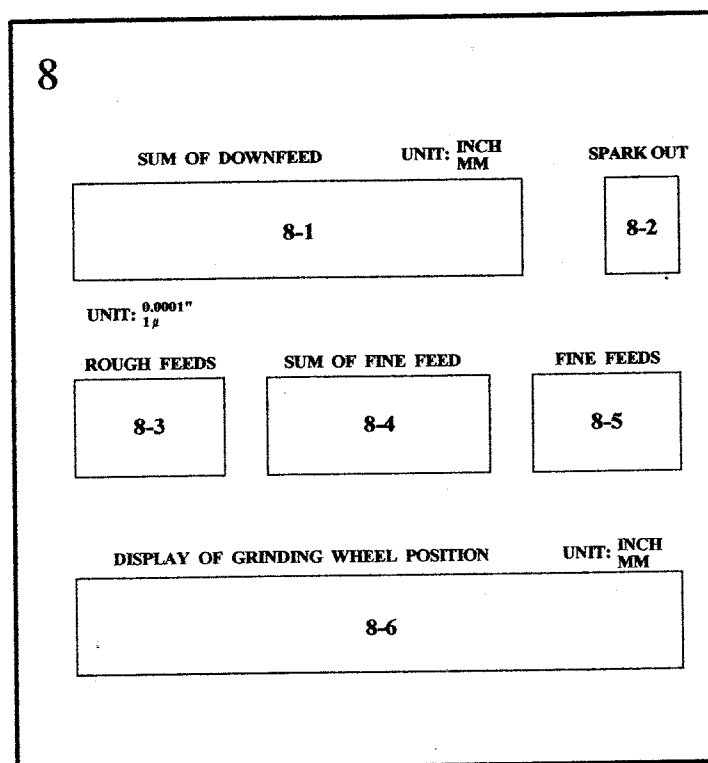 8
SUM OF DOWNFEED UNIT: INCH MM SPARK OUT
8-1 8-2
UNIT: 0.0001" 1µ
ROUGH FEEDS SUM OF FINE FEED FINE FEEDS
8-3 8-4 8-5
DISPLAY OF GRINDING WHEEL POSITION UNIT: INCH MM
8-6